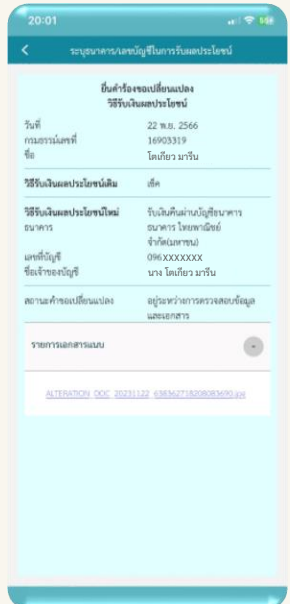 20:01
ระบุธนาคาร/เลขบัญชีในการรับผลประโยชน์
ยื่นคำร้องขอเปลี่ยนแปลง
วิธีรับเงินผลประโยชน์
วันที่ 22 พ.ย. 2566
กรมธรรม์เลขที่ 16903319
ชื่อ โตเกียว มารีน
วิธีรับเงินผลประโยชน์เดิม เช็ค
วิธีรับเงินผลประโยชน์ใหม่ รับเงินคืนผ่านบัญชีธนาคาร
ธนาคาร ธนาคาร ไทยพาณิชย์
จำกัด(มหาชน)
เลขที่บัญชี 096XXXXXXX
ชื่อเจ้าของบัญชี นาง โตเกียว มารีน
สถานะคำขอเปลี่ยนแปลง อยู่ระหว่างการตรวจสอบข้อมูล
และเอกสาร
รายการเอกสารแนบ
ALTERATION_DOC_20231122